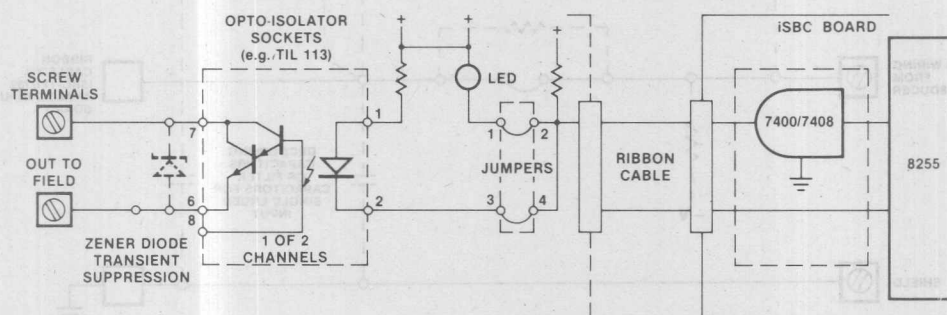 OPTO-ISOLATOR
SOCKETS
(e.g., TIL 113)
+
+
+
iSBC BOARD
SCREW
TERMINALS
LED
7
1
1
2
7400/7408
OUT TO
FIELD
JUMPERS
RIBBON
CABLE
8255
6
8
2
3
4
1 OF 2
CHANNELS
ZENER DIODE
TRANSIENT
SUPPRESSION